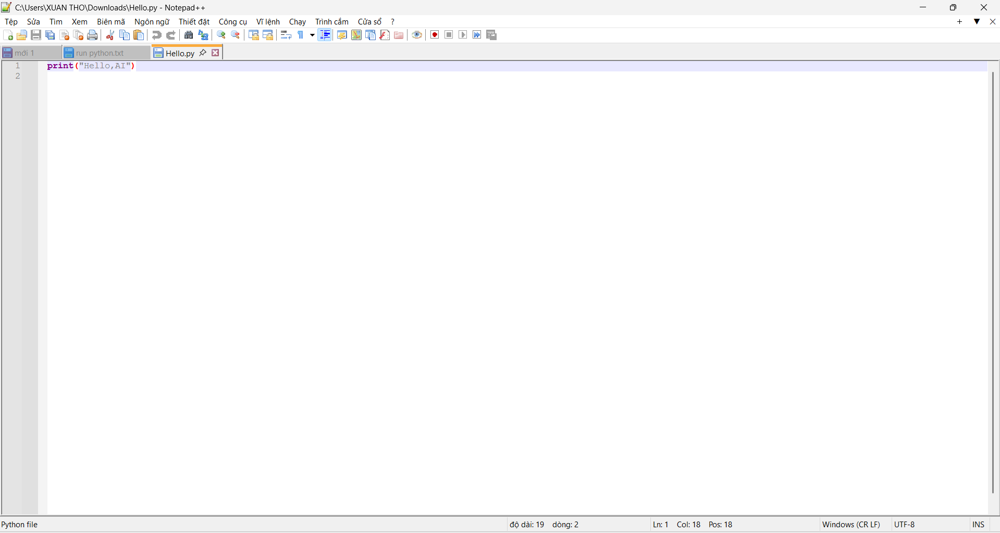 C:\Users\XUAN THO\Downloads\Hello.py - Notepad++
Tệp Sửa Tìm Xem Biên mã Ngôn ngữ Thiết đặt Công cụ Vĩ lệnh Chạy Trình cắm Cửa sổ ?
mới 1 run python.txt Hello.py
1 print("Hello,AI")
2
Python file độ dài: 19 dòng: 2 Ln: 1 Col: 18 Pos: 18 Windows (CR LF) UTF-8 INS